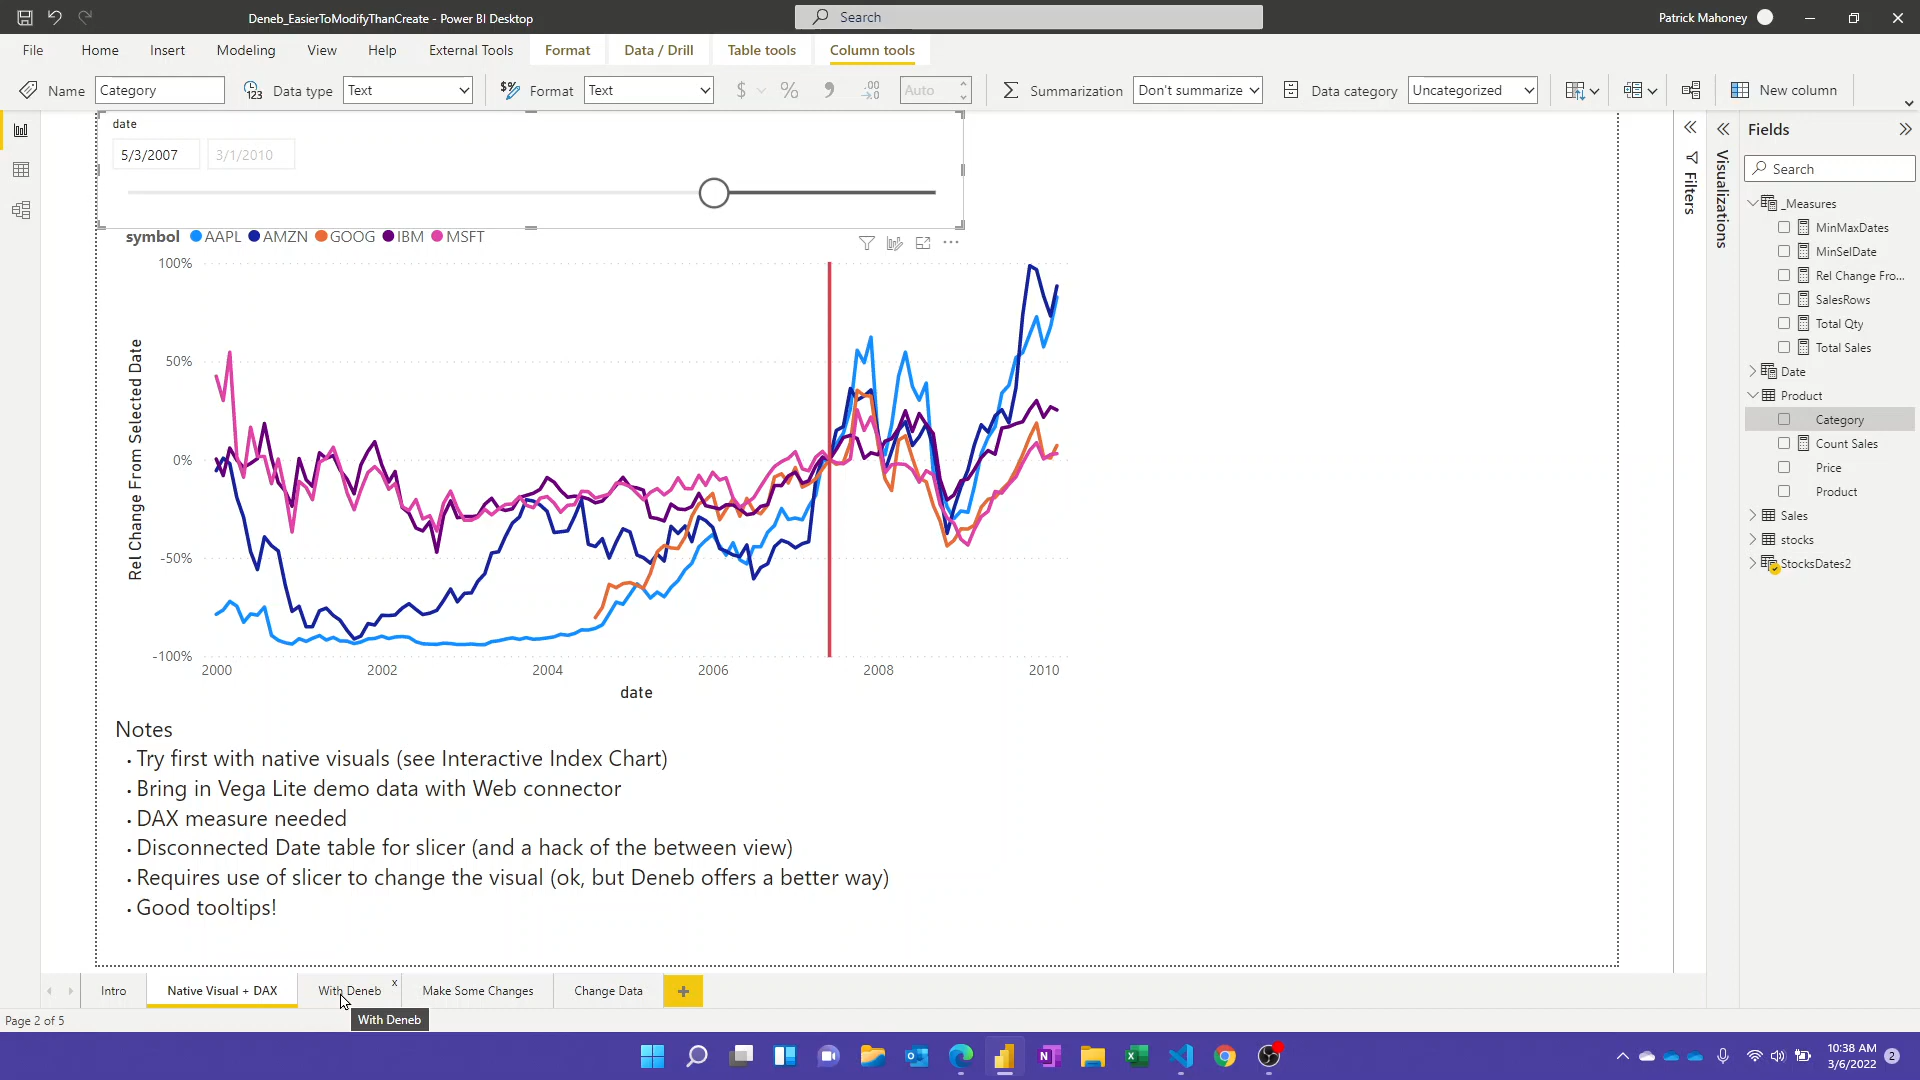 Deneb_EasierToModifyThanCreate - Power BI Desktop
Search
Patrick Mahoney
File Home Insert Modeling View Help External Tools Format Data / Drill Table tools Column tools
Name Category
Data type Text
Format Text
$ % Auto
Summarization Don't summarize
Data category Uncategorized
New column
date
5/3/2007 3/1/2010
symbol AAPL AMZN GOOG IBM MSFT
100%
50%
0%
-50%
-100%
Rel Change From Selected Date
2000 2002 2004 2006 2008 2010
date
Notes
• Try first with native visuals (see Interactive Index Chart)
• Bring in Vega Lite demo data with Web connector
• DAX measure needed
• Disconnected Date table for slicer (and a hack of the between view)
• Requires use of slicer to change the visual (ok, but Deneb offers a better way)
• Good tooltips!
Filters
Visualizations
Fields
Search
_Measures
MinMaxDates
MinSelDate
Rel Change Fro...
SalesRows
Total Qty
Total Sales
Date
Product
Category
Count Sales
Price
Product
Sales
stocks
StocksDates2
Intro Native Visual + DAX With Deneb x Make Some Changes Change Data +
With Deneb
Page 2 of 5
10:38 AM
3/6/2022
2